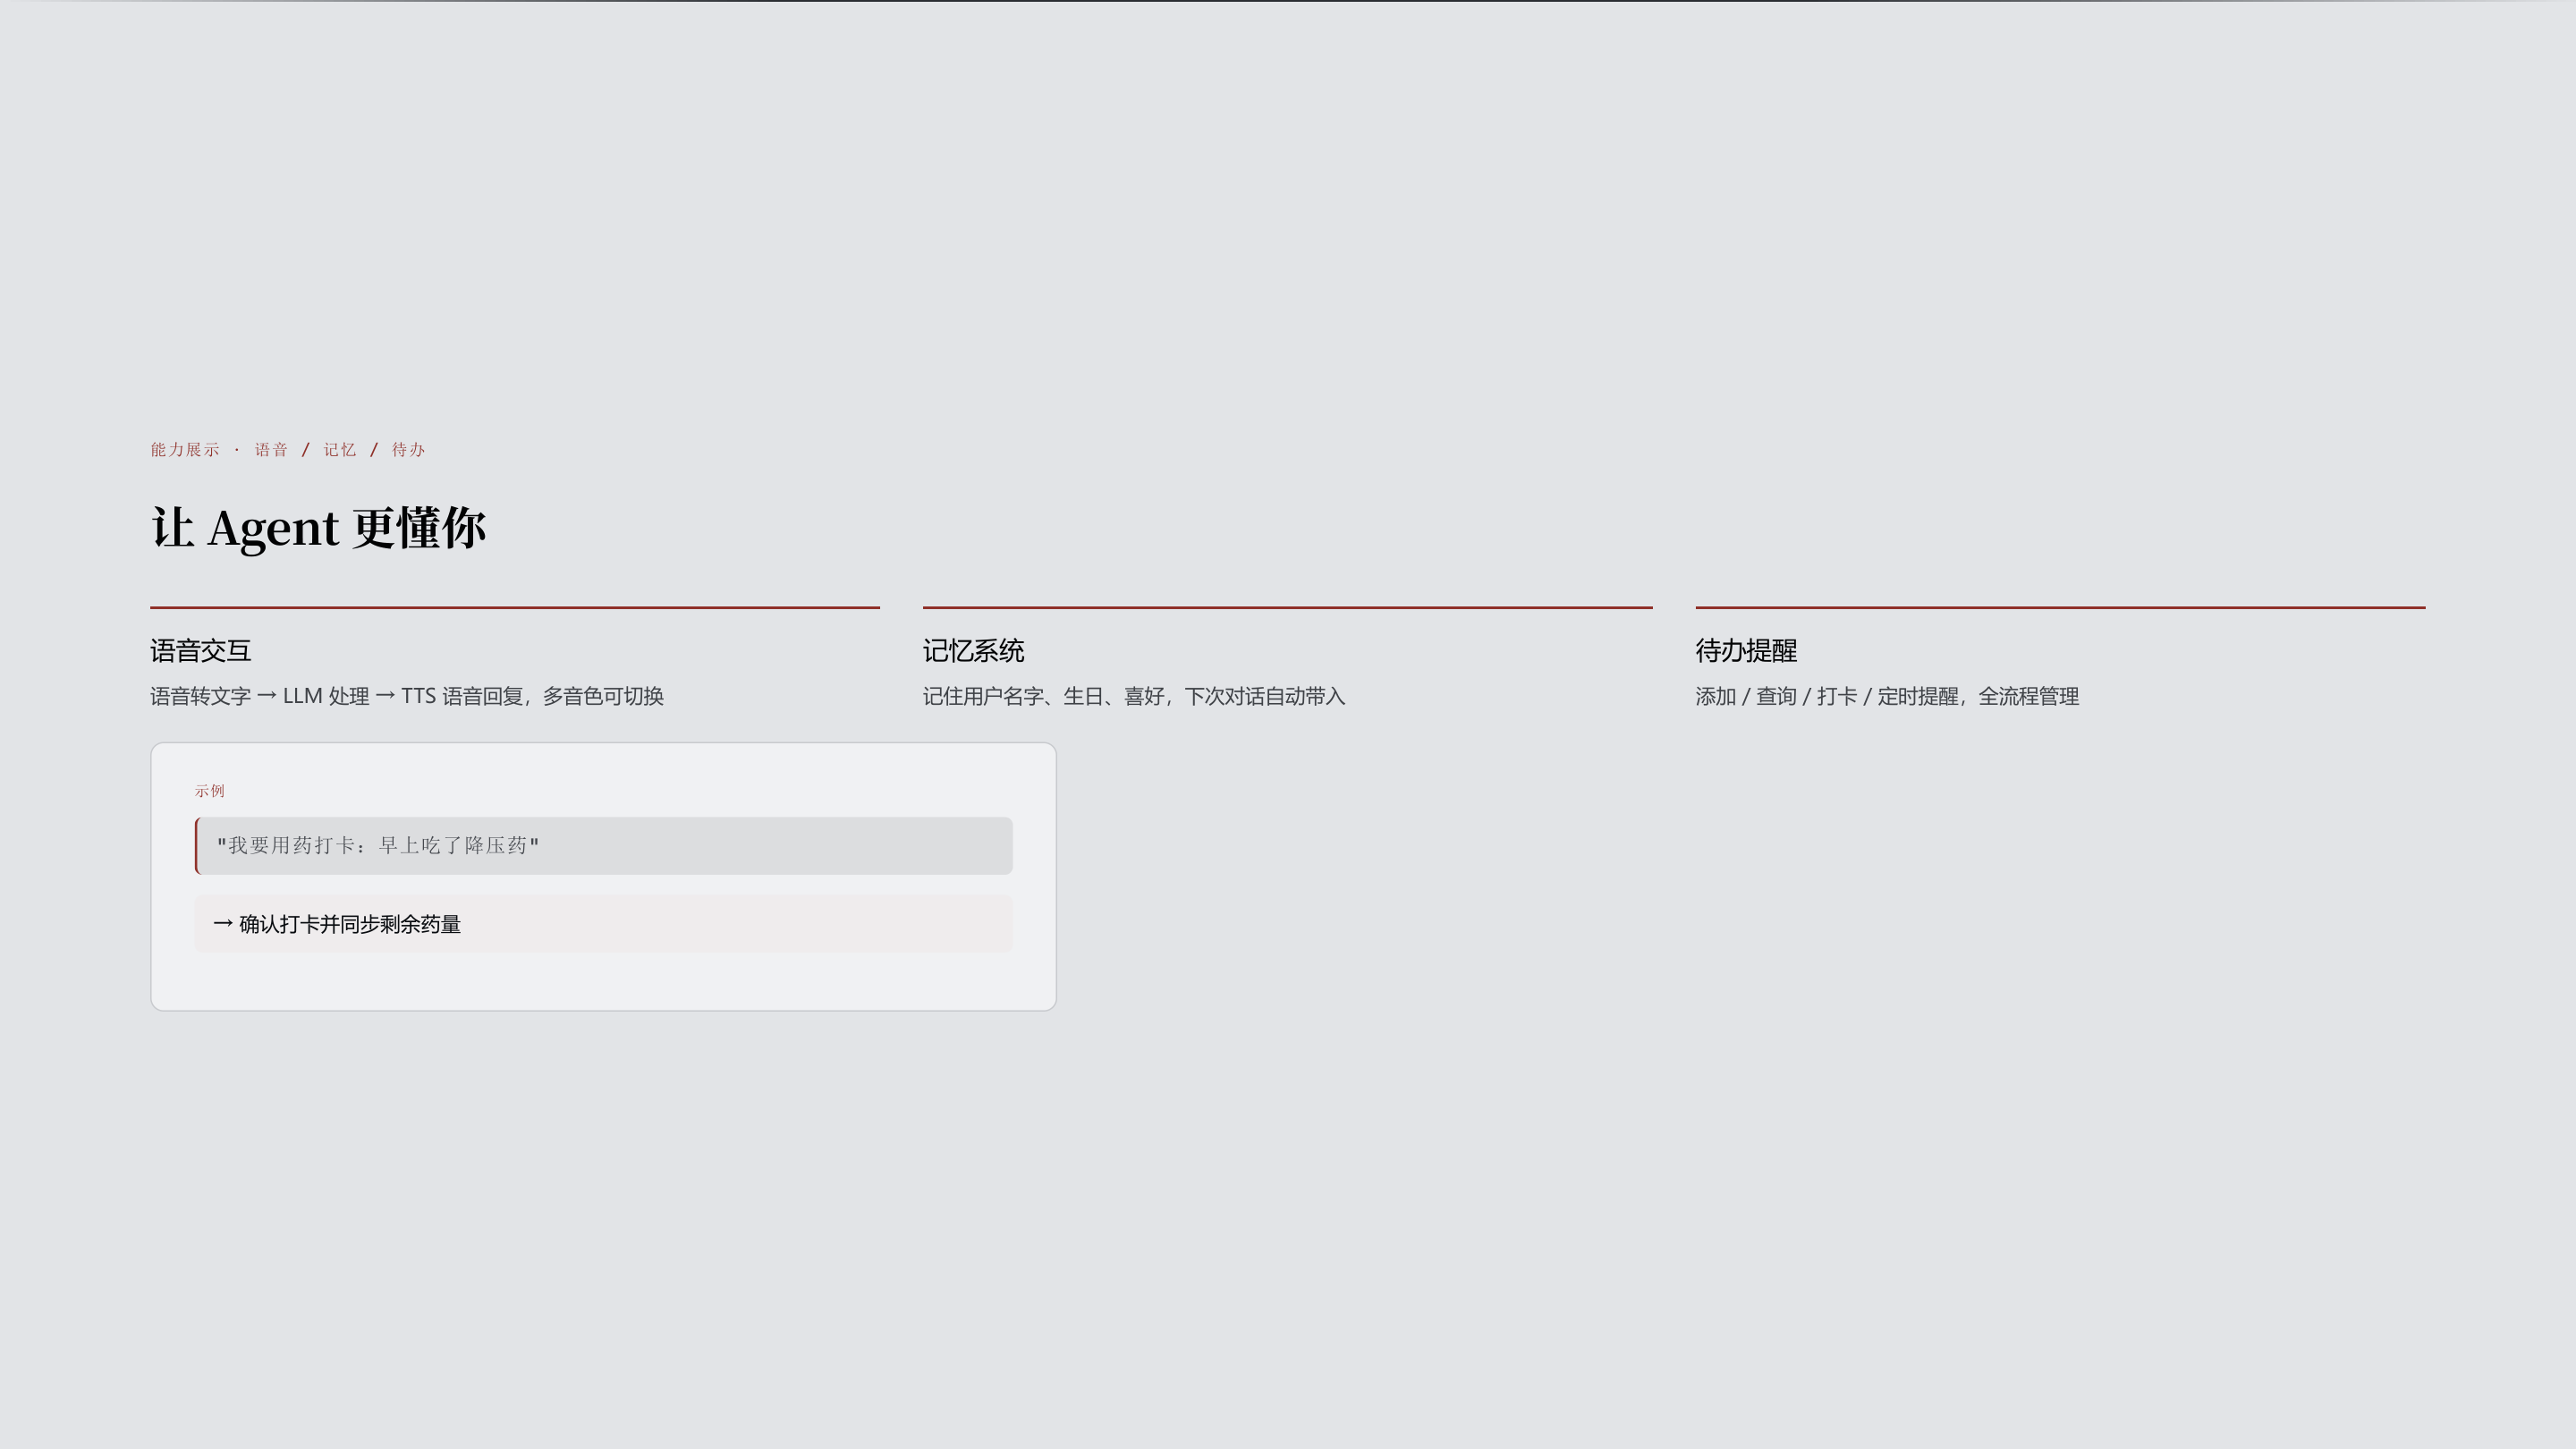 能力展示 · 语音 / 记忆 / 待办
让 Agent 更懂你
语音交互
语音转文字 → LLM 处理 → TTS 语音回复，多音色可切换
记忆系统
记住用户名字、生日、喜好，下次对话自动带入
待办提醒
添加 / 查询 / 打卡 / 定时提醒，全流程管理
示例
"我要用药打卡：早上吃了降压药"
→ 确认打卡并同步剩余药量